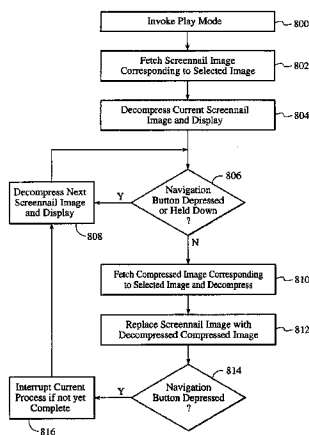 Invoke Play Mode
800
Fetch Screennail Image
Corresponding to Selected Image
802
Decompress Current Screennail
Image and Display
804
806
Navigation
Button Depressed
or Held Down
?
Y
N
Decompress Next
Screennail Image
and Display
808
Fetch Compressed Image Corresponding
to Selected Image and Decompress
810
Replace Screennail Image with
Decompressed Compressed Image
812
814
Navigation
Button Depressed
?
Y
Interrupt Current
Process if not yet
Complete
816